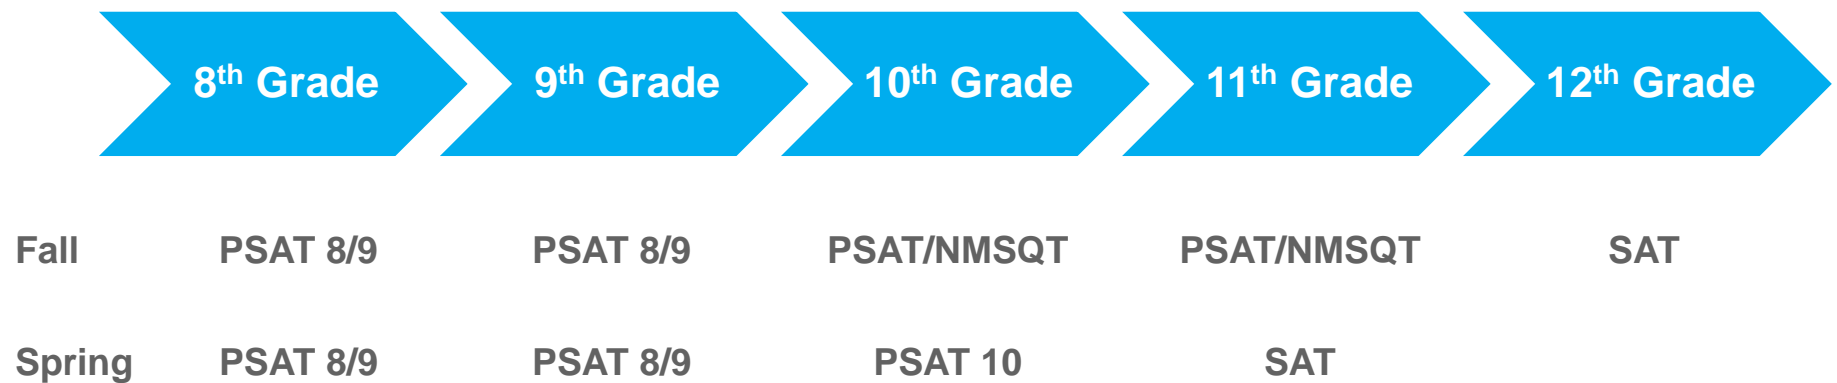 8th Grade 9th Grade 10th Grade 11th Grade 12th Grade
Fall PSAT 8/9 PSAT 8/9 PSAT/NMSQT PSAT/NMSQT SAT
Spring PSAT 8/9 PSAT 8/9 PSAT 10 SAT